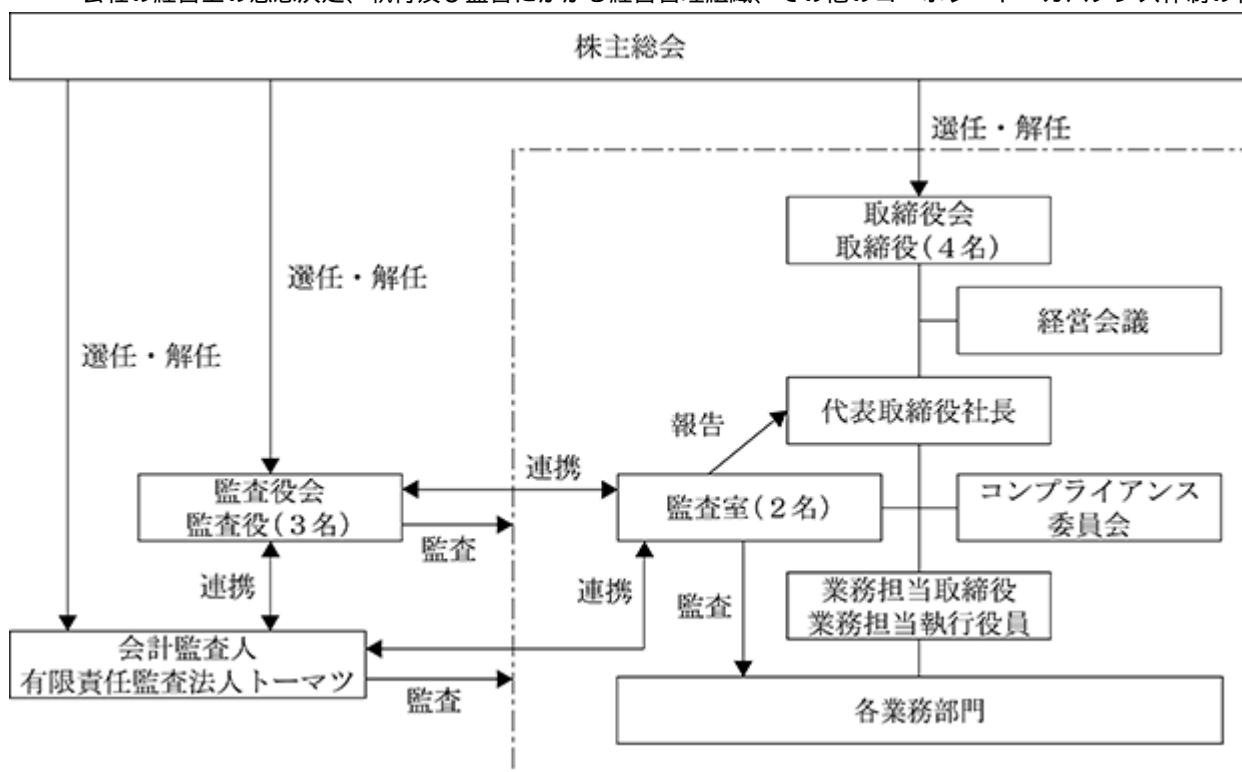 株主総会
選任・解任
取締役会
取締役(4名)
選任・解任
経営会議
選任・解任
代表取締役社長
報告
連携
監査役会
監査役(3名)
監査室(2名)
コンプライアンス
委員会
監査
連携
連携
監査
業務担当取締役
業務担当執行役員
会計監査人
有限責任監査法人トーマツ
監査
各業務部門